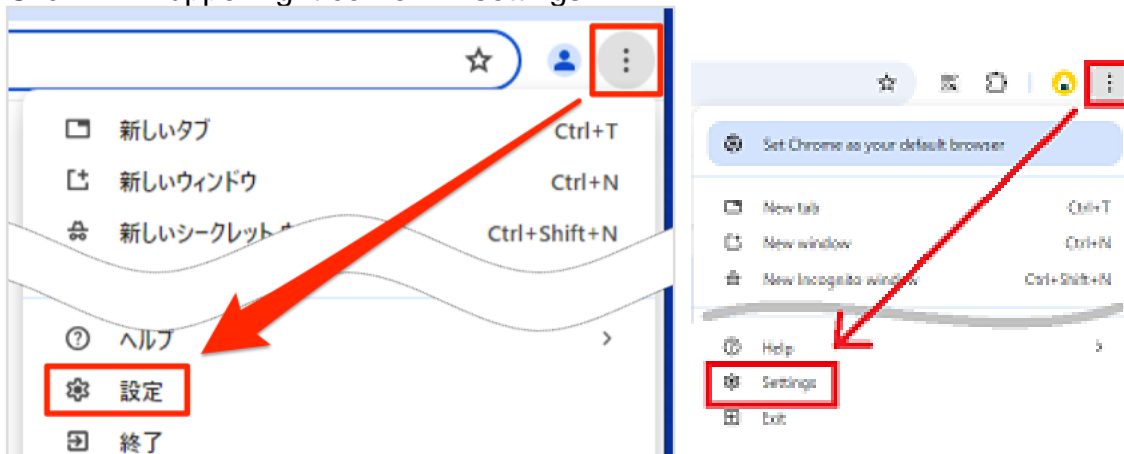 新しいタブ Ctrl+T
新しいウィンドウ Ctrl+N
新しいシークレット Ctrl+Shift+N
ヘルプ
設定
終了
Set Chrome as your default browser
New tab Ctrl+T
New window Ctrl+N
New Incognito window Ctrl+Shift+N
Help
Settings
Exit